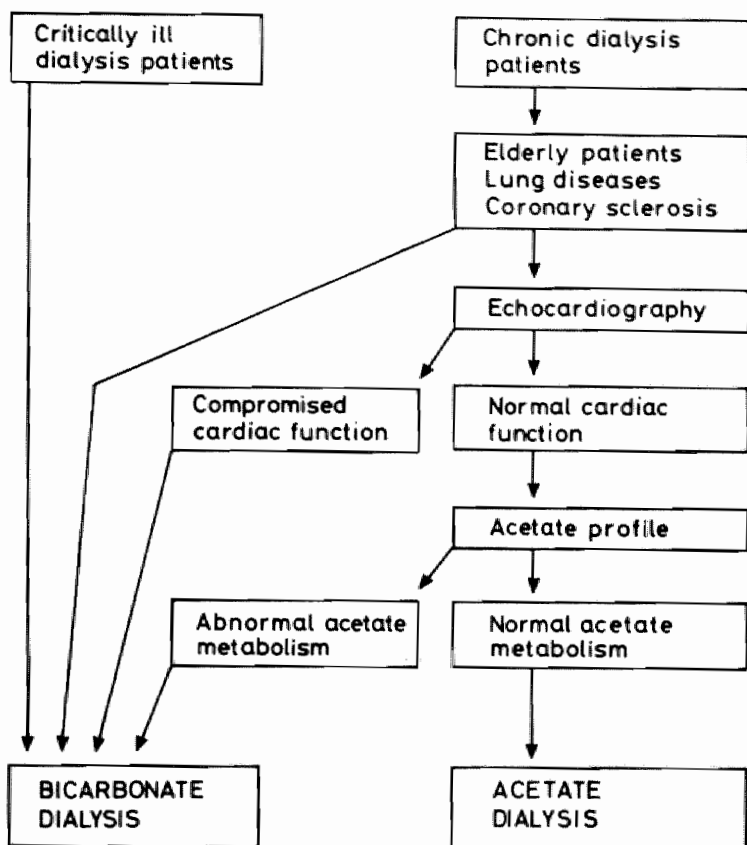 Critically ill
dialysis patients
Chronic dialysis
patients
Elderly patients
Lung diseases
Coronary sclerosis
Echocardiography
Compromised
cardiac function
Normal cardiac
function
Acetate profile
Abnormal acetate
metabolism
Normal acetate
metabolism
BICARBONATE
DIALYSIS
ACETATE
DIALYSIS